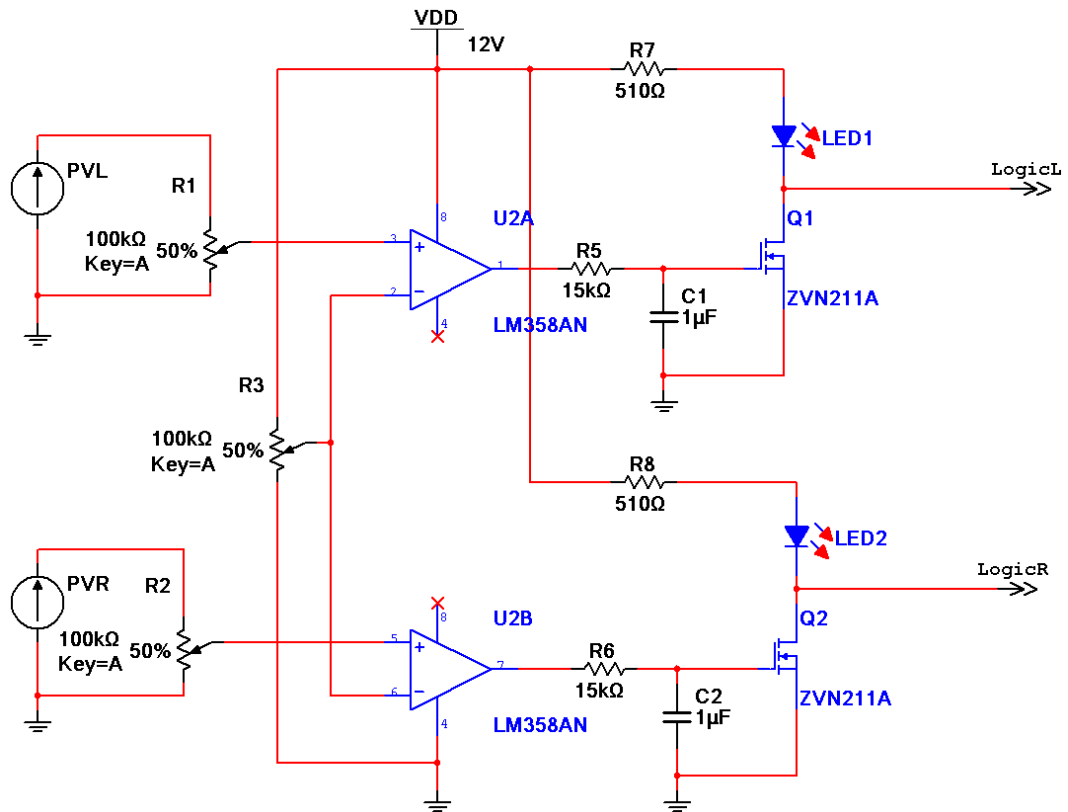 VDD
12V
R7
510Ω
LED1
LogicL
PVL
R1
100kΩ
Key=A
50%
8
U2A
3
+
1
2
−
4
LM358AN
R5
15kΩ
C1
1µF
Q1
ZVN211A
R3
100kΩ
Key=A
50%
R8
510Ω
LED2
LogicR
PVR
R2
100kΩ
Key=A
50%
8
U2B
5
+
7
6
−
4
LM358AN
R6
15kΩ
C2
1µF
Q2
ZVN211A